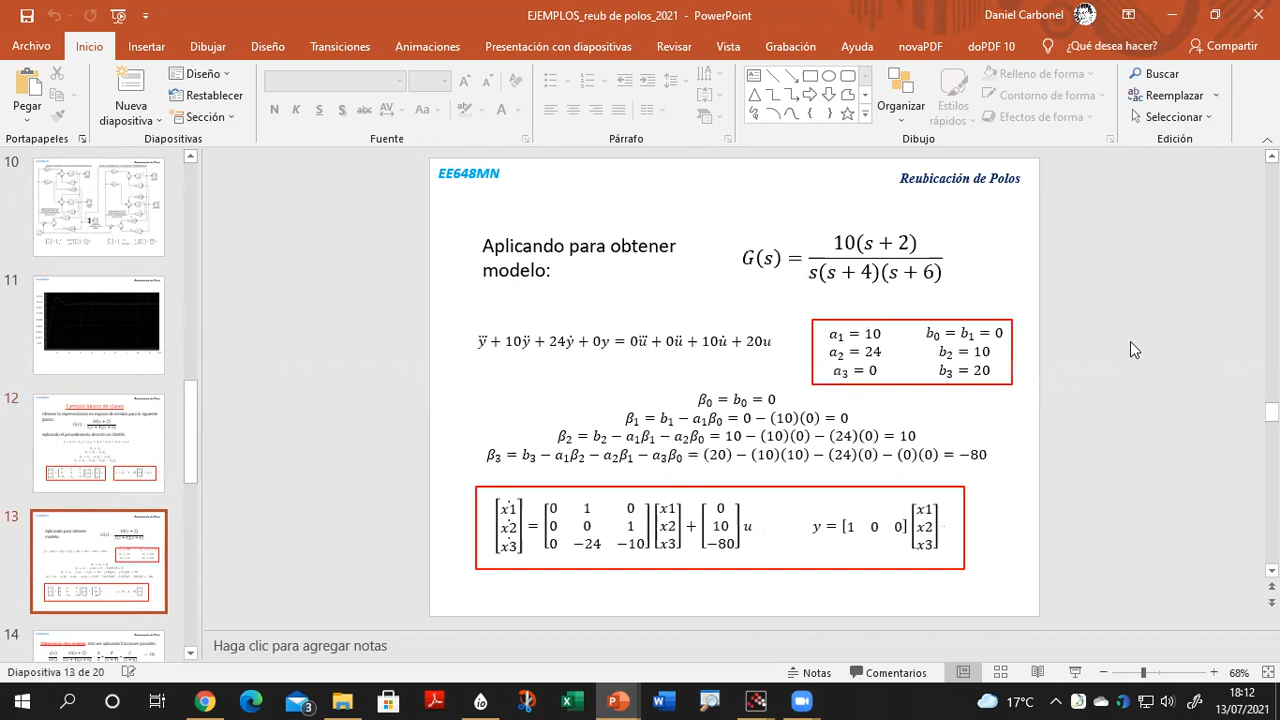 EJEMPLOS_reub de polos_2021 - PowerPoint
Daniel Carbonel
Archivo Inicio Insertar Dibujar Diseño Transiciones Animaciones Presentación con diapositivas Revisar Vista Grabación Ayuda novaPDF doPDF 10 ¿Qué desea hacer? Compartir
Pegar
Nueva diapositiva
Diseño
Restablecer
Sección
N K S S abc AV Aa
Organizar
Estilos rápidos
Relleno de forma
Contorno de forma
Efectos de forma
Buscar
Reemplazar
Seleccionar
Portapapeles Diapositivas Fuente Párrafo Dibujo Edición
10
11
12
Ejemplo básico de clases
13
14
EE648MN
Reubicación de Polos
Aplicando para obtener
modelo:
G(s) = 10(s + 2) / s(s + 4)(s + 6)
y⃛ + 10ÿ + 24ẏ + 0y = 0u⃛ + 0ü + 10u̇ + 20u
a₁ = 10 b₀ = b₁ = 0
a₂ = 24 b₂ = 10
a₃ = 0 b₃ = 20
β₀ = b₀ = 0
β₁ = b₁ − a₁β₀ = 0 − (10)(0) = 0
β₂ = b₂ − a₁β₁ − a₂β₀ = 10 − (10)(0) − (24)(0) = 10
β₃ = b₃ − a₁β₂ − a₂β₁ − a₃β₀ = (20) − (10)(10) − (24)(0) − (0)(0) = −80
[ẋ1] [0 1 0] [x1] [0] [x1]
[ẋ2] = [0 0 1] [x2] + [10] u y = [1 0 0] [x2]
[ẋ3] [0 −24 −10] [x3] [−80] [x3]
Haga clic para agregar notas
Diapositiva 13 de 20
Notas Comentarios 68%
3
17°C
18:12
13/07/2021